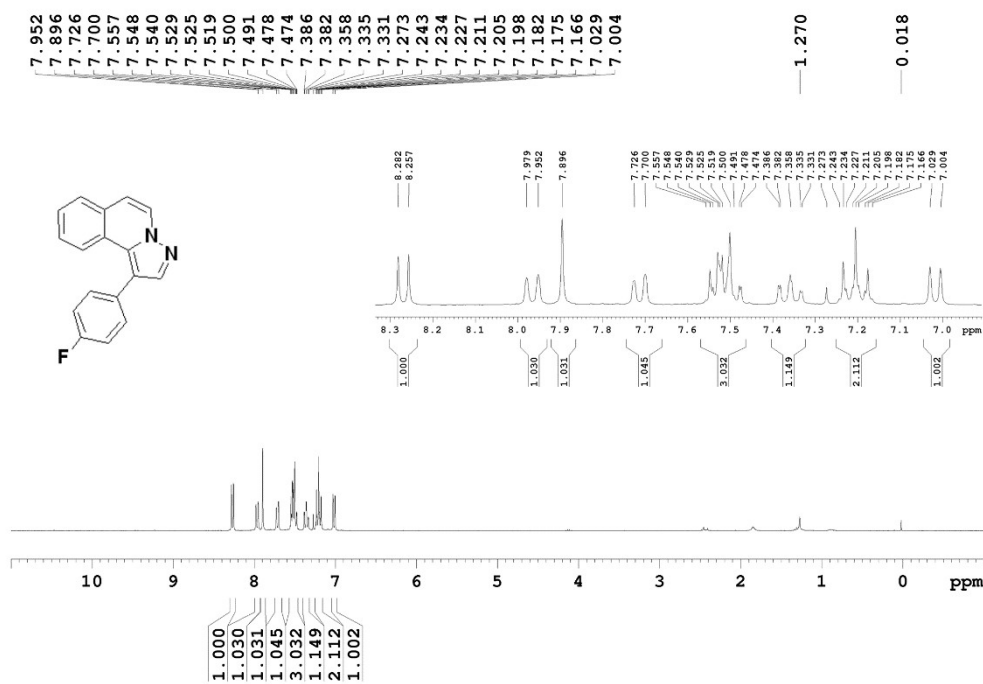 7.952 7.896 7.726 7.700 7.557 7.548 7.540 7.529 7.525 7.519 7.500 7.491 7.478 7.474 7.386 7.382 7.358 7.335 7.331 7.273 7.243 7.234 7.227 7.211 7.205 7.198 7.182 7.175 7.166 7.029 7.004 1.270 0.018
8.282 8.257 7.979 7.952 7.896 7.726 7.700 7.557 7.548 7.540 7.529 7.525 7.519 7.500 7.491 7.478 7.474 7.386 7.382 7.358 7.335 7.331 7.273 7.243 7.234 7.227 7.211 7.205 7.198 7.182 7.175 7.166 7.029 7.004
N
N
F
8.3 8.2 8.1 8.0 7.9 7.8 7.7 7.6 7.5 7.4 7.3 7.2 7.1 7.0 ppm
1.000 1.030 1.031 1.045 3.032 1.149 2.112 1.002
10 9 8 7 6 5 4 3 2 1 0 ppm
1.000 1.030 1.031 1.045 3.032 1.149 2.112 1.002